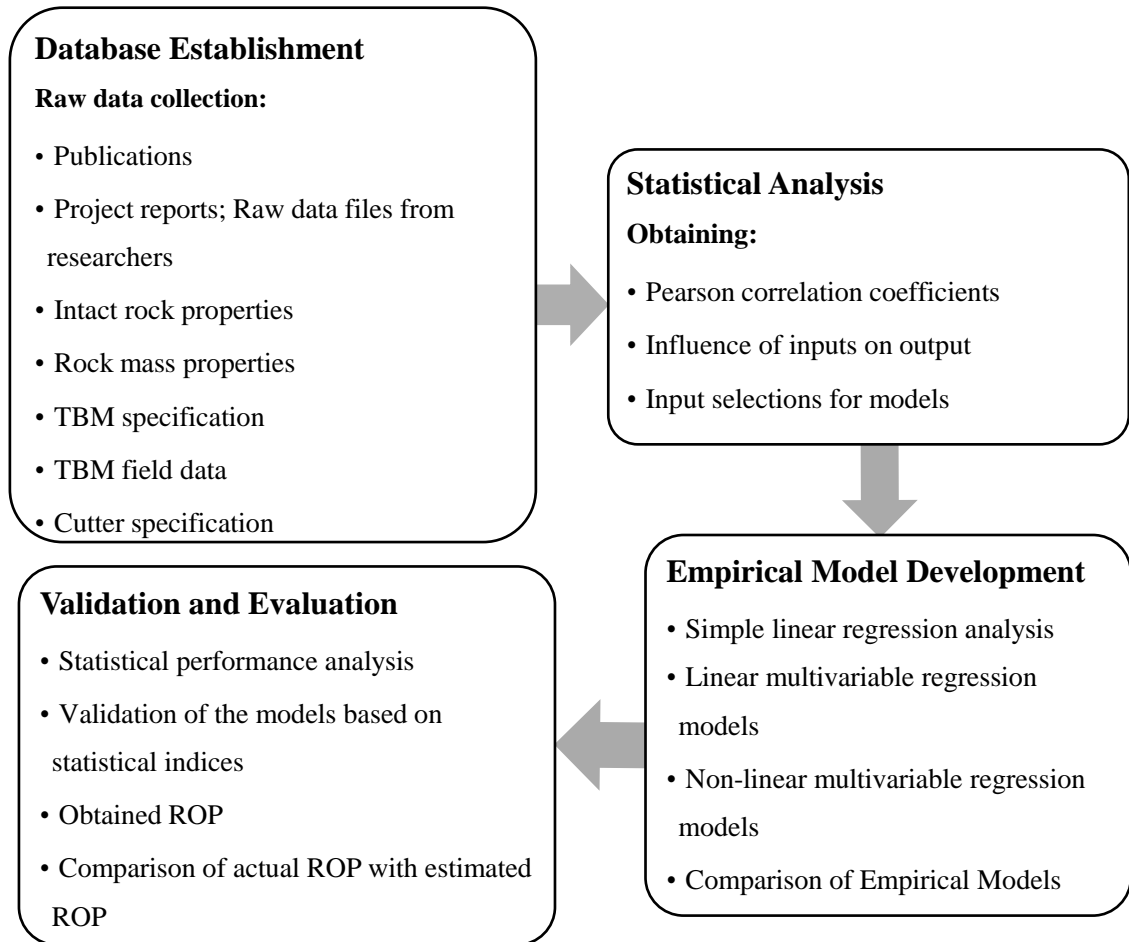 Database Establishment
Raw data collection:
• Publications
• Project reports; Raw data files from
researchers
• Intact rock properties
• Rock mass properties
• TBM specification
• TBM field data
• Cutter specification
Statistical Analysis
Obtaining:
• Pearson correlation coefficients
• Influence of inputs on output
• Input selections for models
Empirical Model Development
• Simple linear regression analysis
• Linear multivariable regression
models
• Non-linear multivariable regression
models
• Comparison of Empirical Models
Validation and Evaluation
• Statistical performance analysis
• Validation of the models based on
statistical indices
• Obtained ROP
• Comparison of actual ROP with estimated
ROP